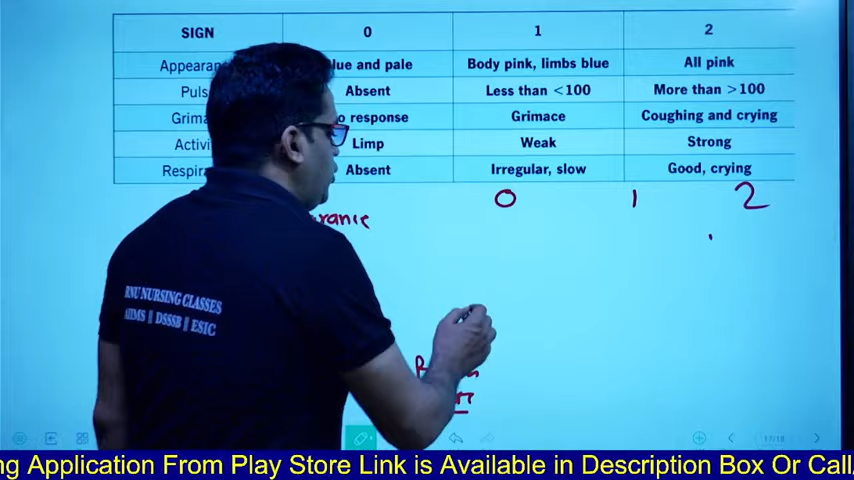 SIGN 0 1 2
Appearan lue and pale Body pink, limbs blue All pink
Puls Absent Less than <100 More than >100
Grima o response Grimace Coughing and crying
Activi Limp Weak Strong
Respira Absent Irregular, slow Good, crying
0 1 2
RNU NURSING CLASSES
AIIMS || DSSSB || ESIC
17/18
ng Application From Play Store Link is Available in Description Box Or Call/